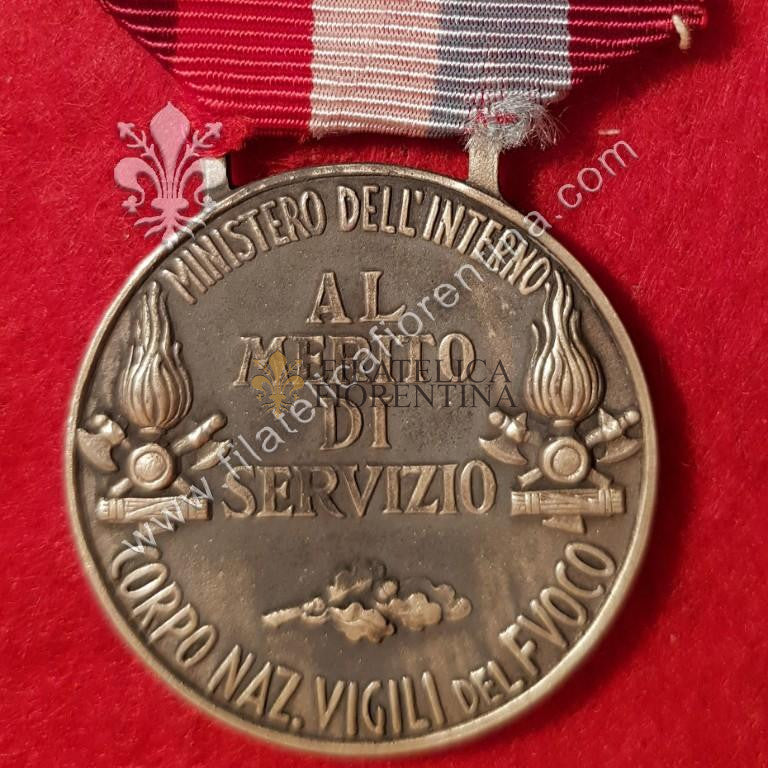 MINISTERO DELL'INTERNO
AL
MERITO
DI
SERVIZIO
CORPO NAZ. VIGILI DEL FVOCO
FILATELICA
FIORENTINA
www.filatelicafiorentina.com